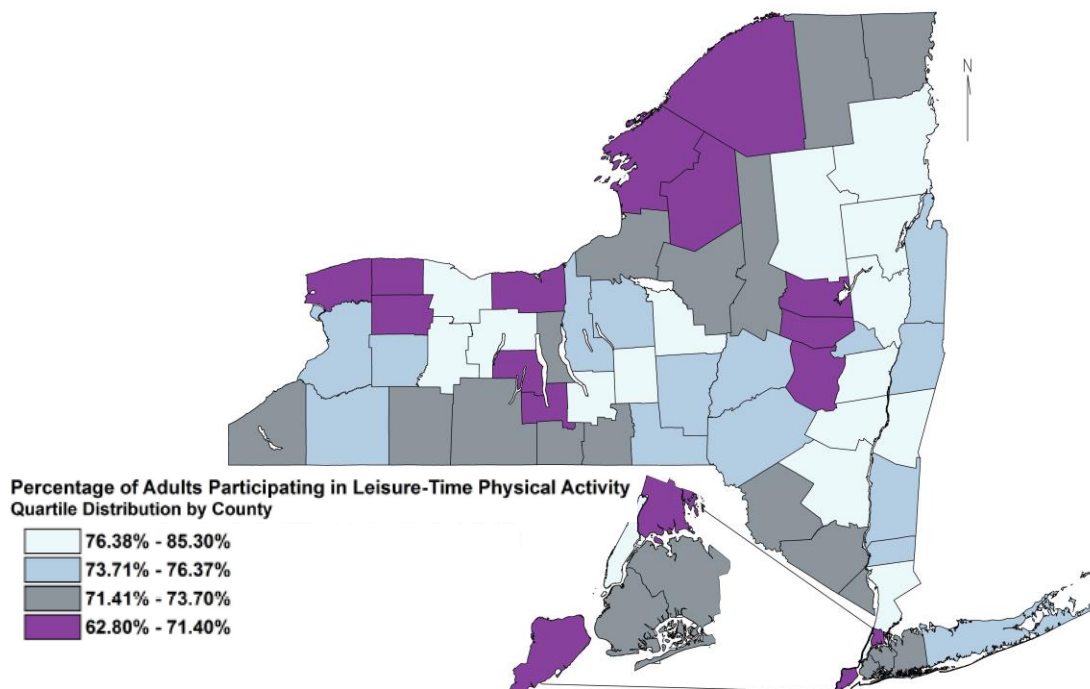 N
Percentage of Adults Participating in Leisure-Time Physical Activity
Quartile Distribution by County
76.38% - 85.30%
73.71% - 76.37%
71.41% - 73.70%
62.80% - 71.40%